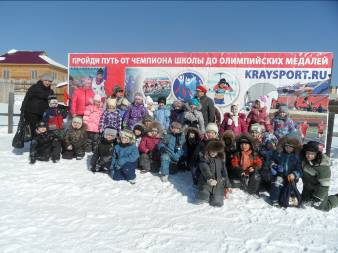 ПРОЙДИ ПУТЬ ОТ ЧЕМПИОНА ШКОЛЫ ДО ОЛИМПИЙСКИХ МЕДАЛЕЙ
KRAYSPORT.RU